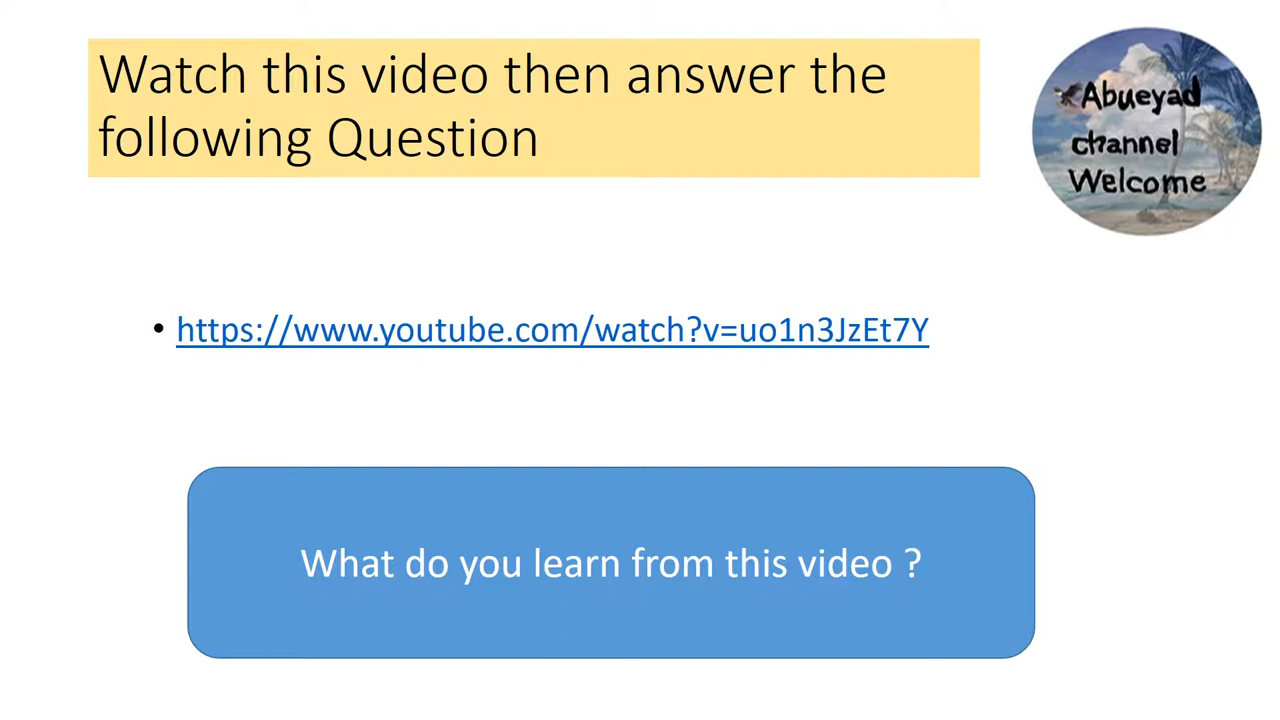 Watch this video then answer the
following Question
Abueyad
channel
Welcome
• https://www.youtube.com/watch?v=uo1n3JzEt7Y
What do you learn from this video ?